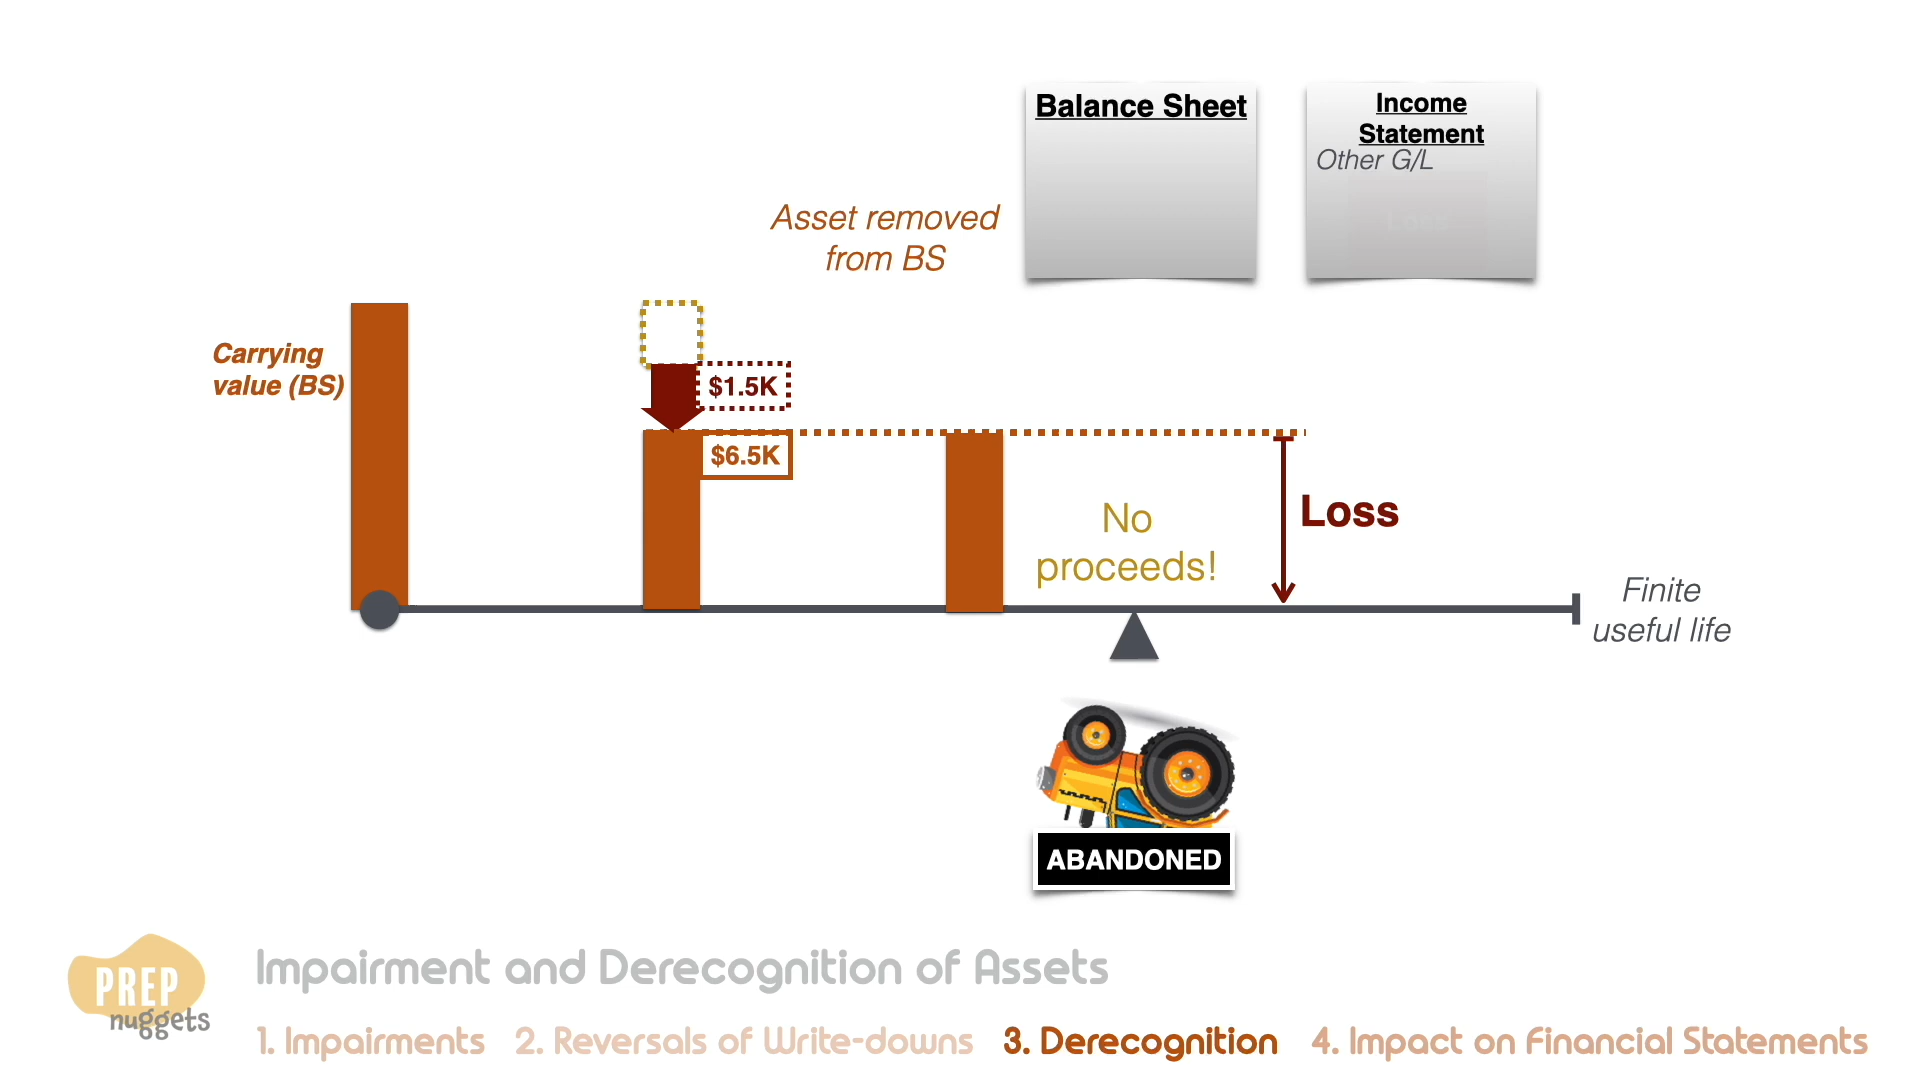 Balance Sheet
Income
Statement
Other G/L
Loss
Asset removed
from BS
Carrying
value (BS)
$1.5K
$6.5K
No
proceeds!
Loss
Finite
useful life
ABANDONED
PREP
nuggets
Impairment and Derecognition of Assets
1. Impairments 2. Reversals of Write-downs 3. Derecognition 4. Impact on Financial Statements